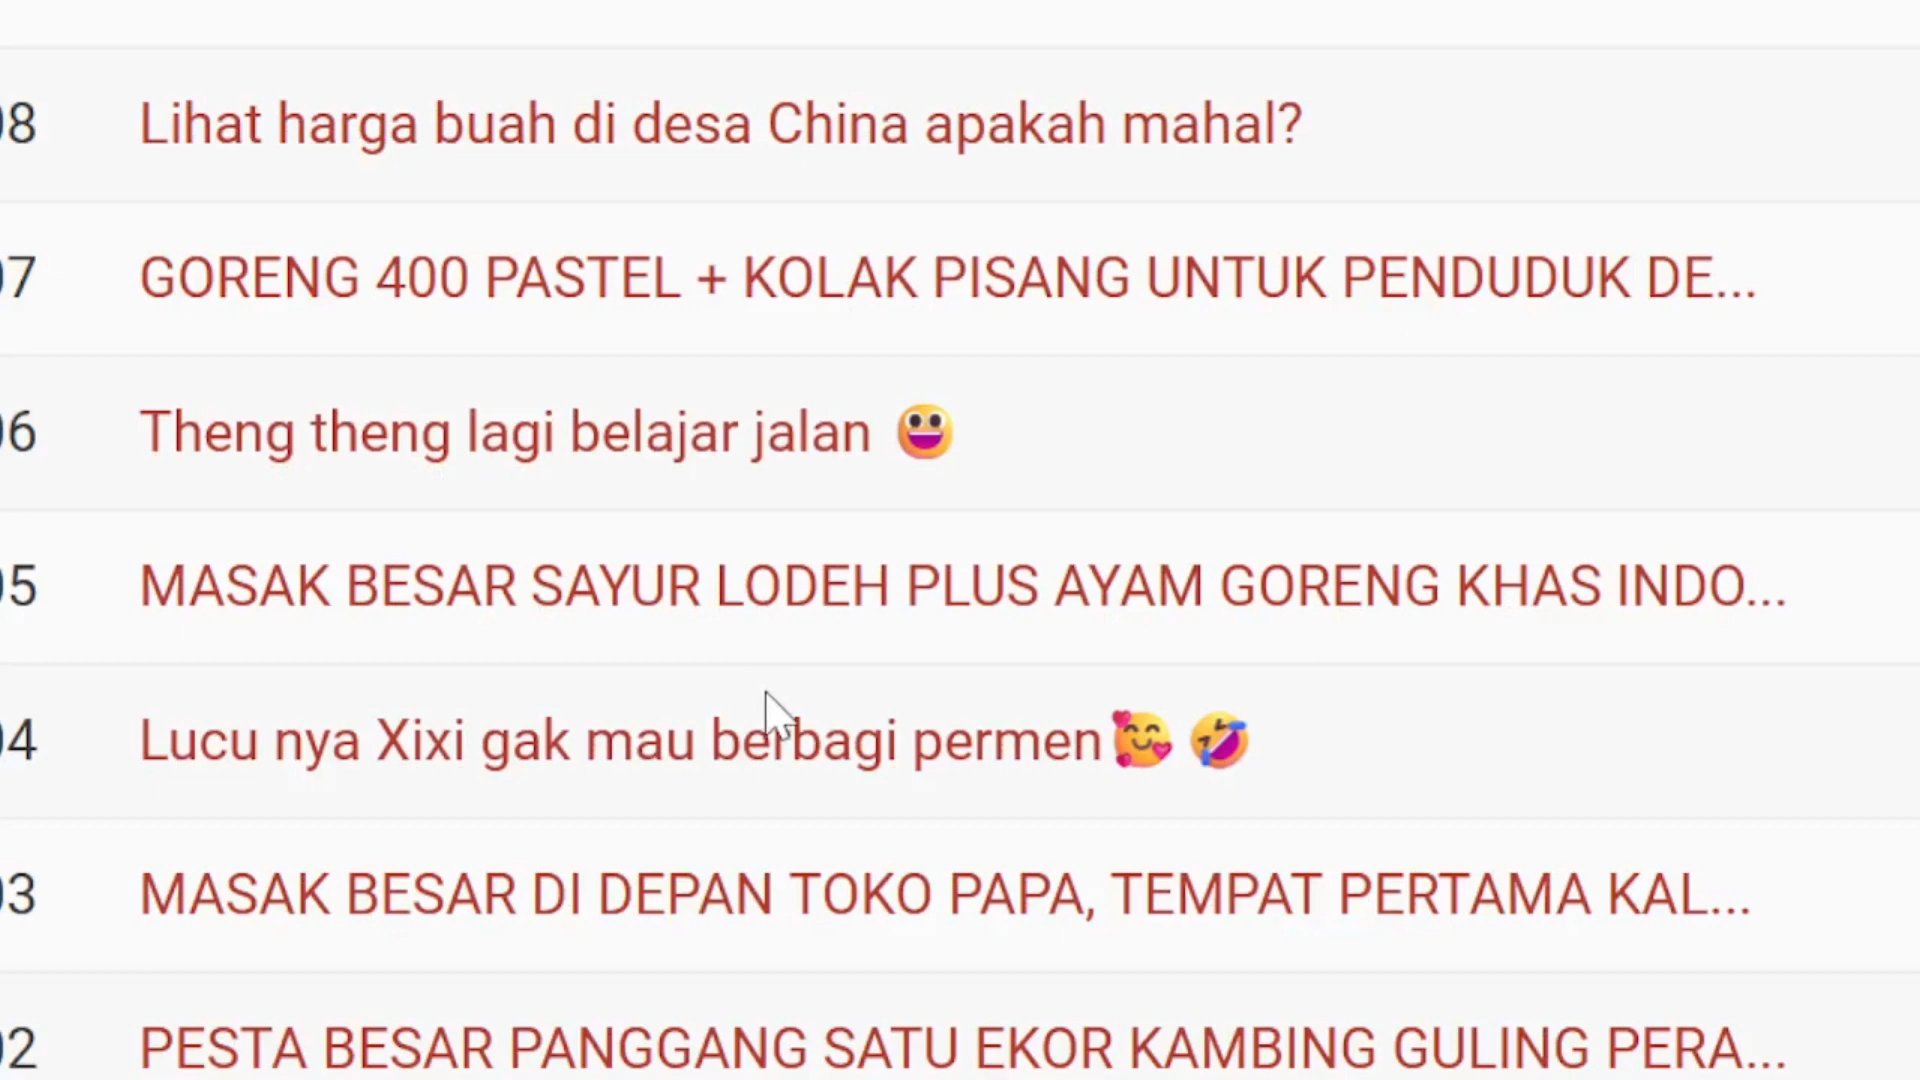 08 Lihat harga buah di desa China apakah mahal?
07 GORENG 400 PASTEL + KOLAK PISANG UNTUK PENDUDUK DE...
06 Theng theng lagi belajar jalan 😃
05 MASAK BESAR SAYUR LODEH PLUS AYAM GORENG KHAS INDO...
04 Lucu nya Xixi gak mau berbagi permen🥰 🤣
03 MASAK BESAR DI DEPAN TOKO PAPA, TEMPAT PERTAMA KAL...
02 PESTA BESAR PANGGANG SATU EKOR KAMBING GULING PERA...